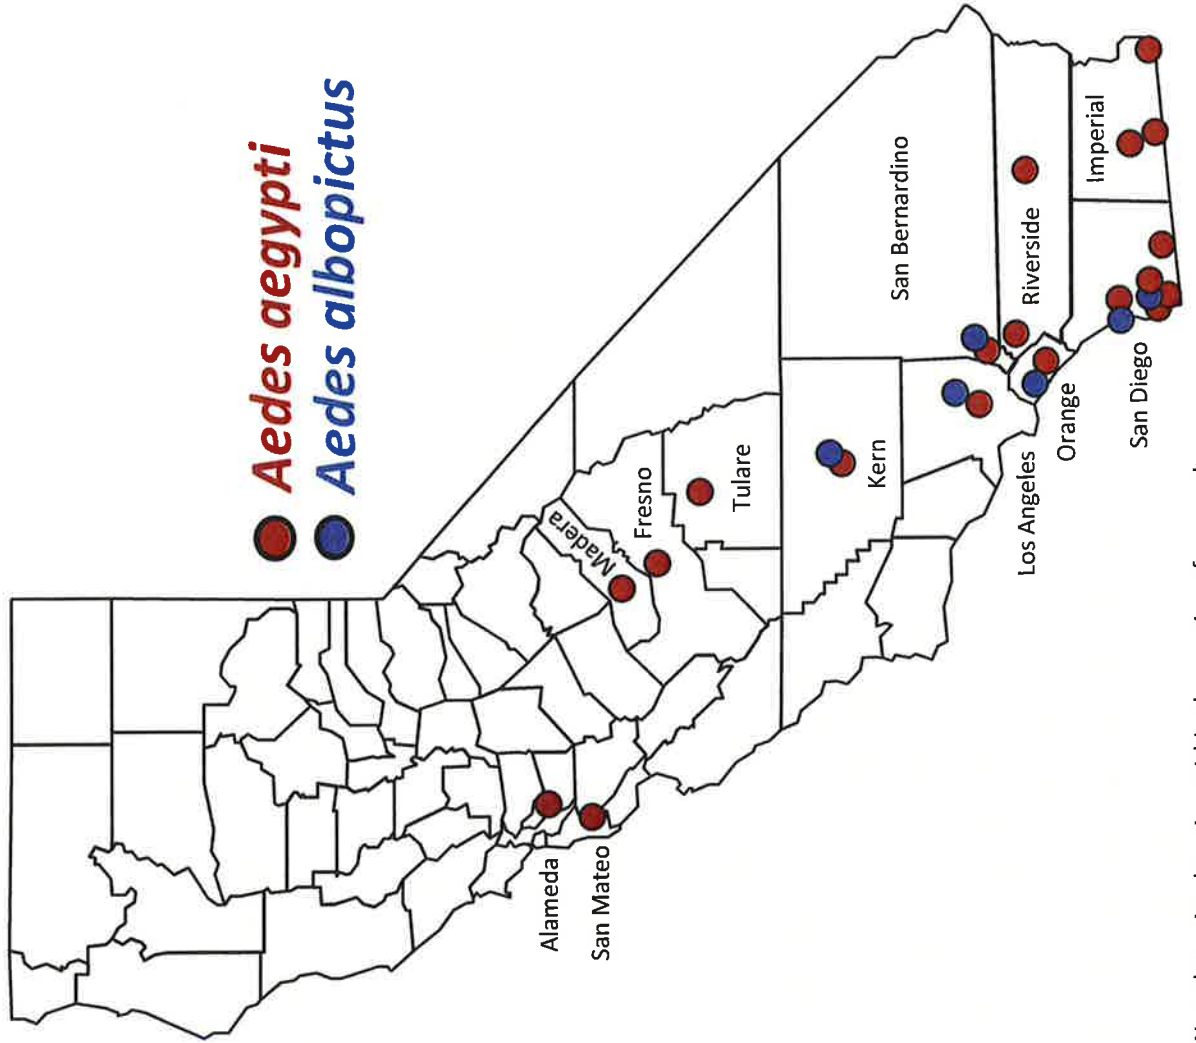 Aedes aegypti
Aedes albopictus
Alameda
San Mateo
Madera
Fresno
Tulare
Kern
San Bernardino
Los Angeles
Orange
Riverside
San Diego
Imperial